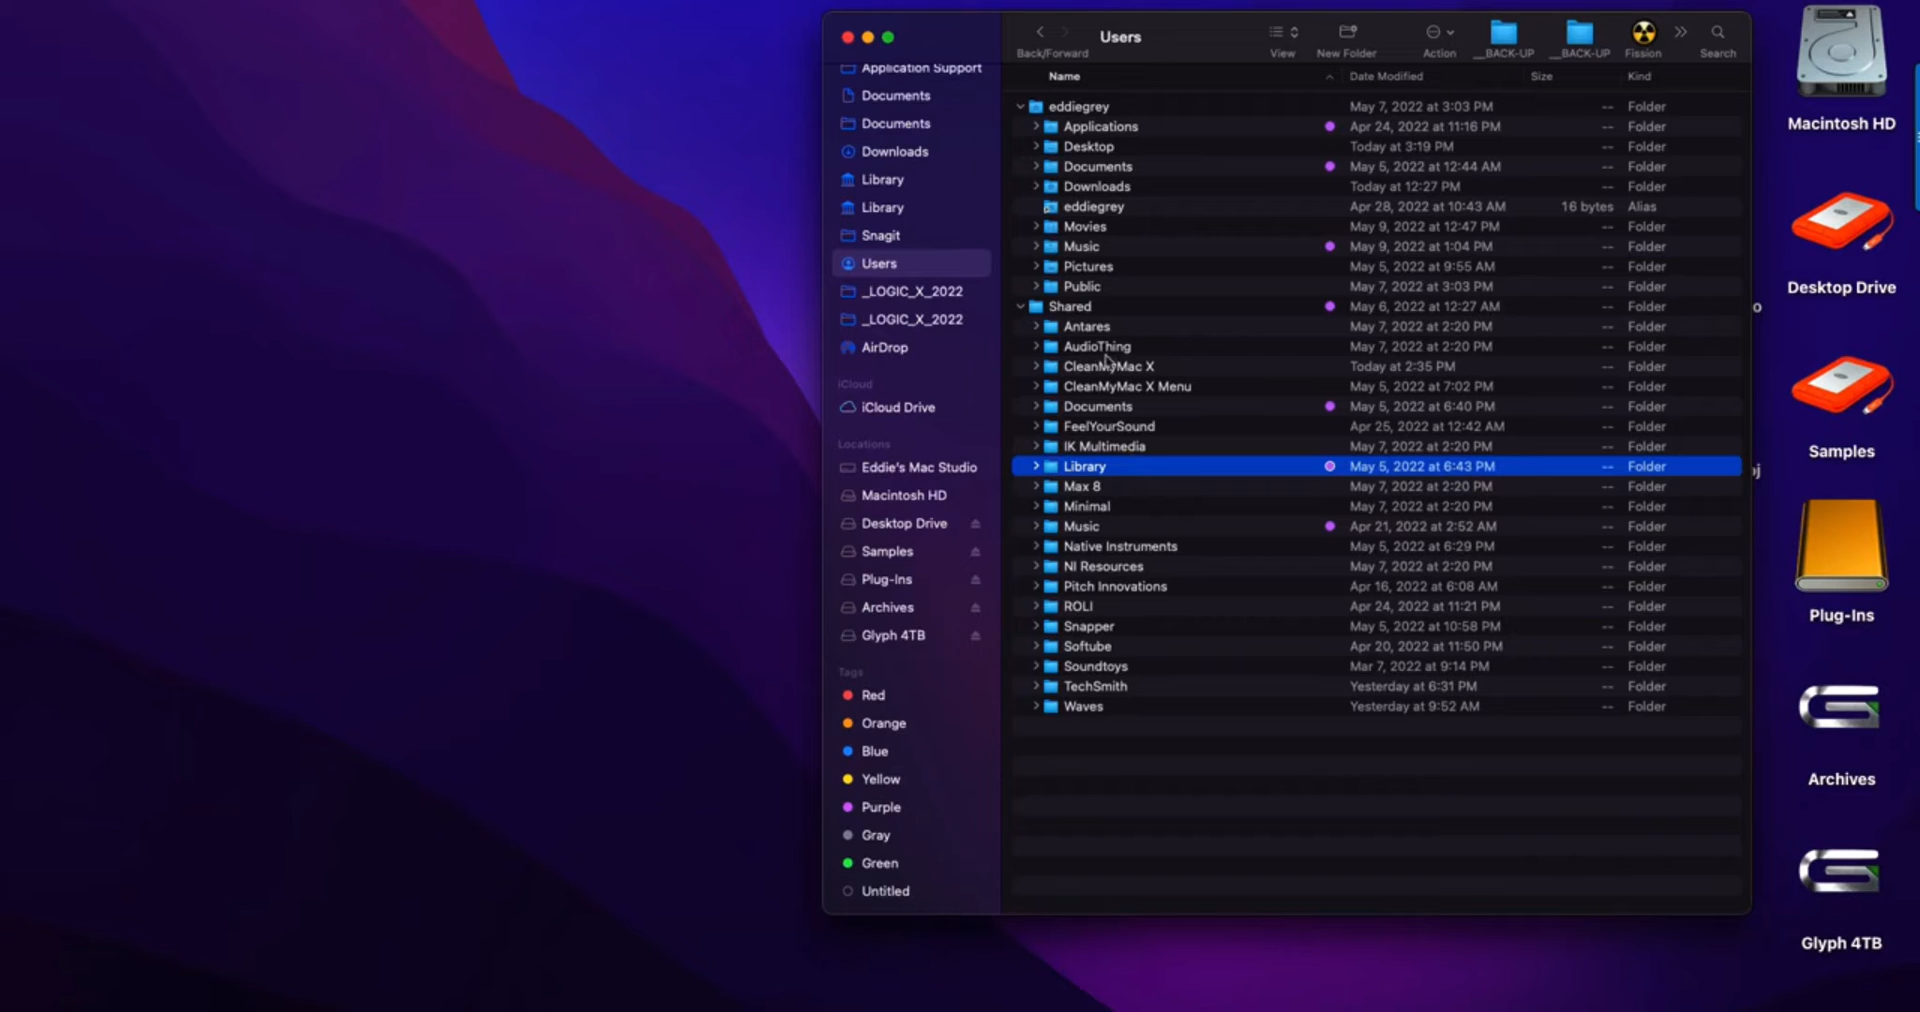 Users
Back/Forward
View
New Folder
Action
__BACK-UP
__BACK-UP
Fission
Search
Application Support
Documents
Documents
Downloads
Library
Library
Snagit
Users
_LOGIC_X_2022
_LOGIC_X_2022
AirDrop
iCloud
iCloud Drive
Locations
Eddie's Mac Studio
Macintosh HD
Desktop Drive
Samples
Plug-Ins
Archives
Glyph 4TB
Tags
Red
Orange
Blue
Yellow
Purple
Gray
Green
Untitled
Name Date Modified Size Kind
eddiegrey May 7, 2022 at 3:03 PM -- Folder
Applications Apr 24, 2022 at 11:16 PM -- Folder
Desktop Today at 3:19 PM -- Folder
Documents May 5, 2022 at 12:44 AM -- Folder
Downloads Today at 12:27 PM -- Folder
eddiegrey Apr 28, 2022 at 10:43 AM 16 bytes Alias
Movies May 9, 2022 at 12:47 PM -- Folder
Music May 9, 2022 at 1:04 PM -- Folder
Pictures May 5, 2022 at 9:55 AM -- Folder
Public May 7, 2022 at 3:03 PM -- Folder
Shared May 6, 2022 at 12:27 AM -- Folder
Antares May 7, 2022 at 2:20 PM -- Folder
AudioThing May 7, 2022 at 2:20 PM -- Folder
CleanMyMac X Today at 2:35 PM -- Folder
CleanMyMac X Menu May 5, 2022 at 7:02 PM -- Folder
Documents May 5, 2022 at 6:40 PM -- Folder
FeelYourSound Apr 25, 2022 at 12:42 AM -- Folder
IK Multimedia May 7, 2022 at 2:20 PM -- Folder
Library May 5, 2022 at 6:43 PM -- Folder
Max 8 May 7, 2022 at 2:20 PM -- Folder
Minimal May 7, 2022 at 2:20 PM -- Folder
Music Apr 21, 2022 at 2:52 AM -- Folder
Native Instruments May 5, 2022 at 6:29 PM -- Folder
NI Resources May 7, 2022 at 2:20 PM -- Folder
Pitch Innovations Apr 16, 2022 at 6:08 AM -- Folder
ROLI Apr 24, 2022 at 11:21 PM -- Folder
Snapper May 5, 2022 at 10:58 PM -- Folder
Softube Apr 20, 2022 at 11:50 PM -- Folder
Soundtoys Mar 7, 2022 at 9:14 PM -- Folder
TechSmith Yesterday at 6:31 PM -- Folder
Waves Yesterday at 9:52 AM -- Folder
Macintosh HD
Desktop Drive
Samples
Plug-Ins
Archives
Glyph 4TB